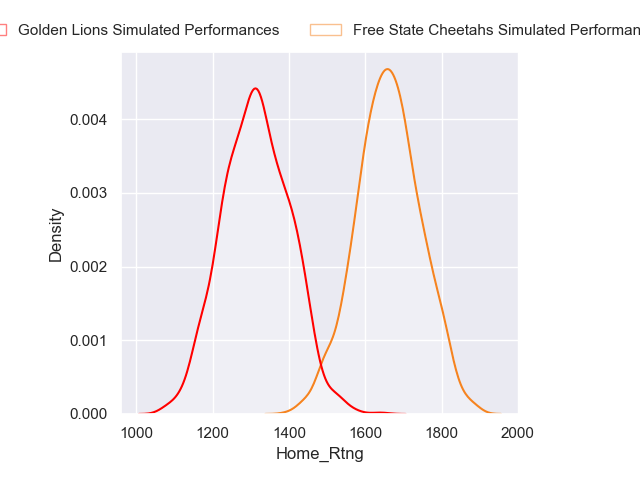 Golden Lions Simulated Performances
Free State Cheetahs Simulated
0.004
0.003
0.002
0.001
0.000
Density
1000 1200 1400 1600 1800 2000
Home_Rtng